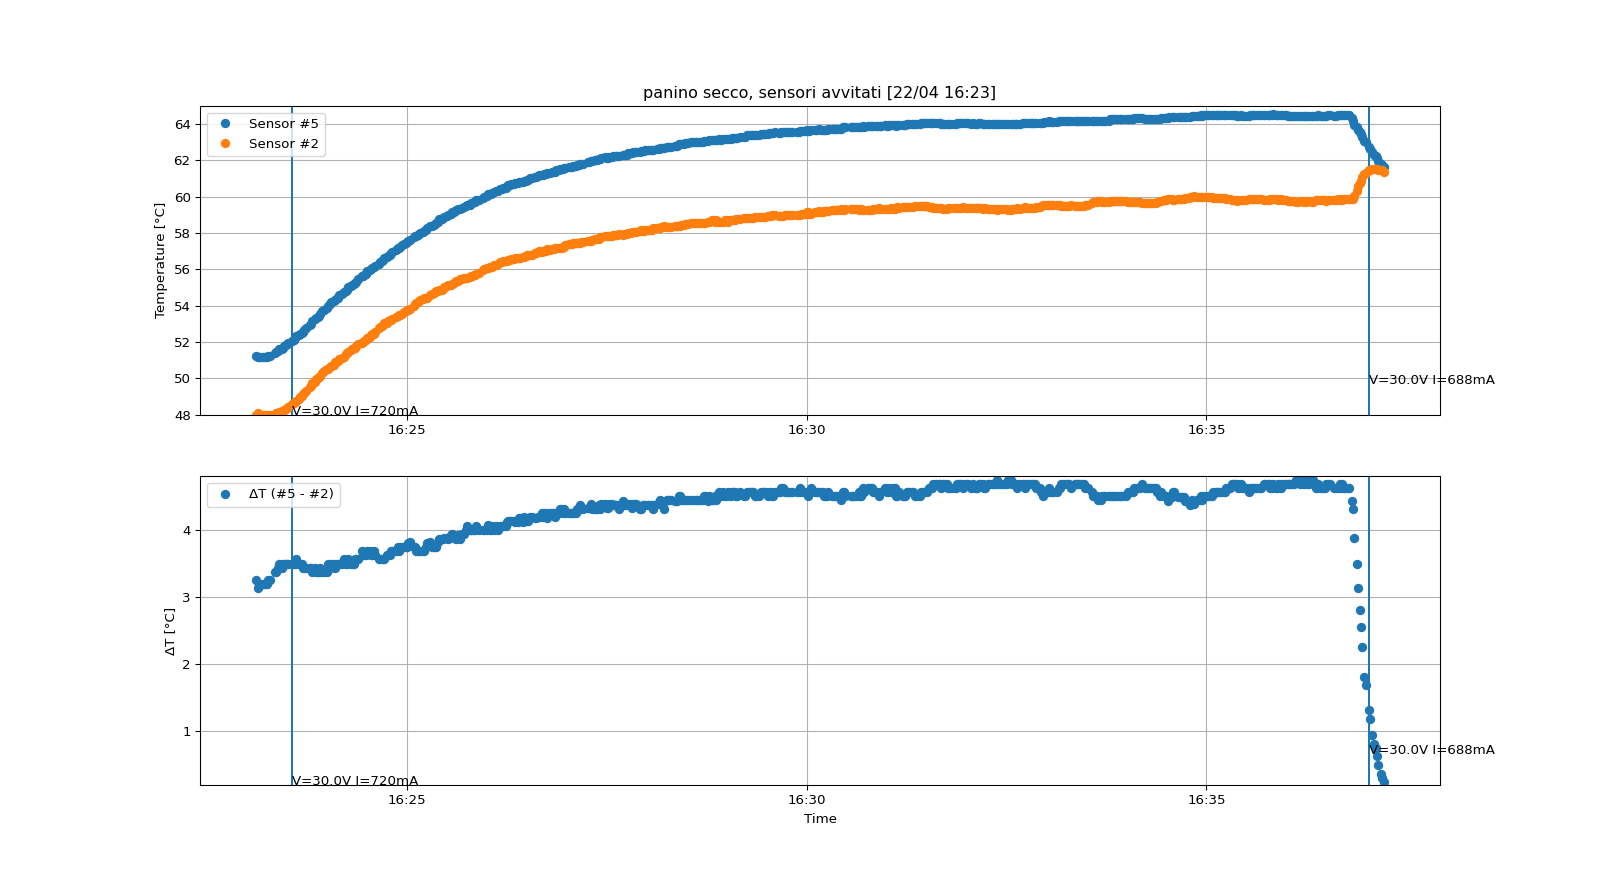 panino secco, sensori avvitati [22/04 16:23]
Sensor #5
Sensor #2
Temperature [°C]
64
62
60
58
56
54
52
50
48
V=30.0V I=688mA
V=30.0V I=720mA
16:25 16:30 16:35
ΔT (#5 - #2)
ΔT [°C]
4
3
2
1
V=30.0V I=688mA
V=30.0V I=720mA
16:25 16:30 16:35
Time